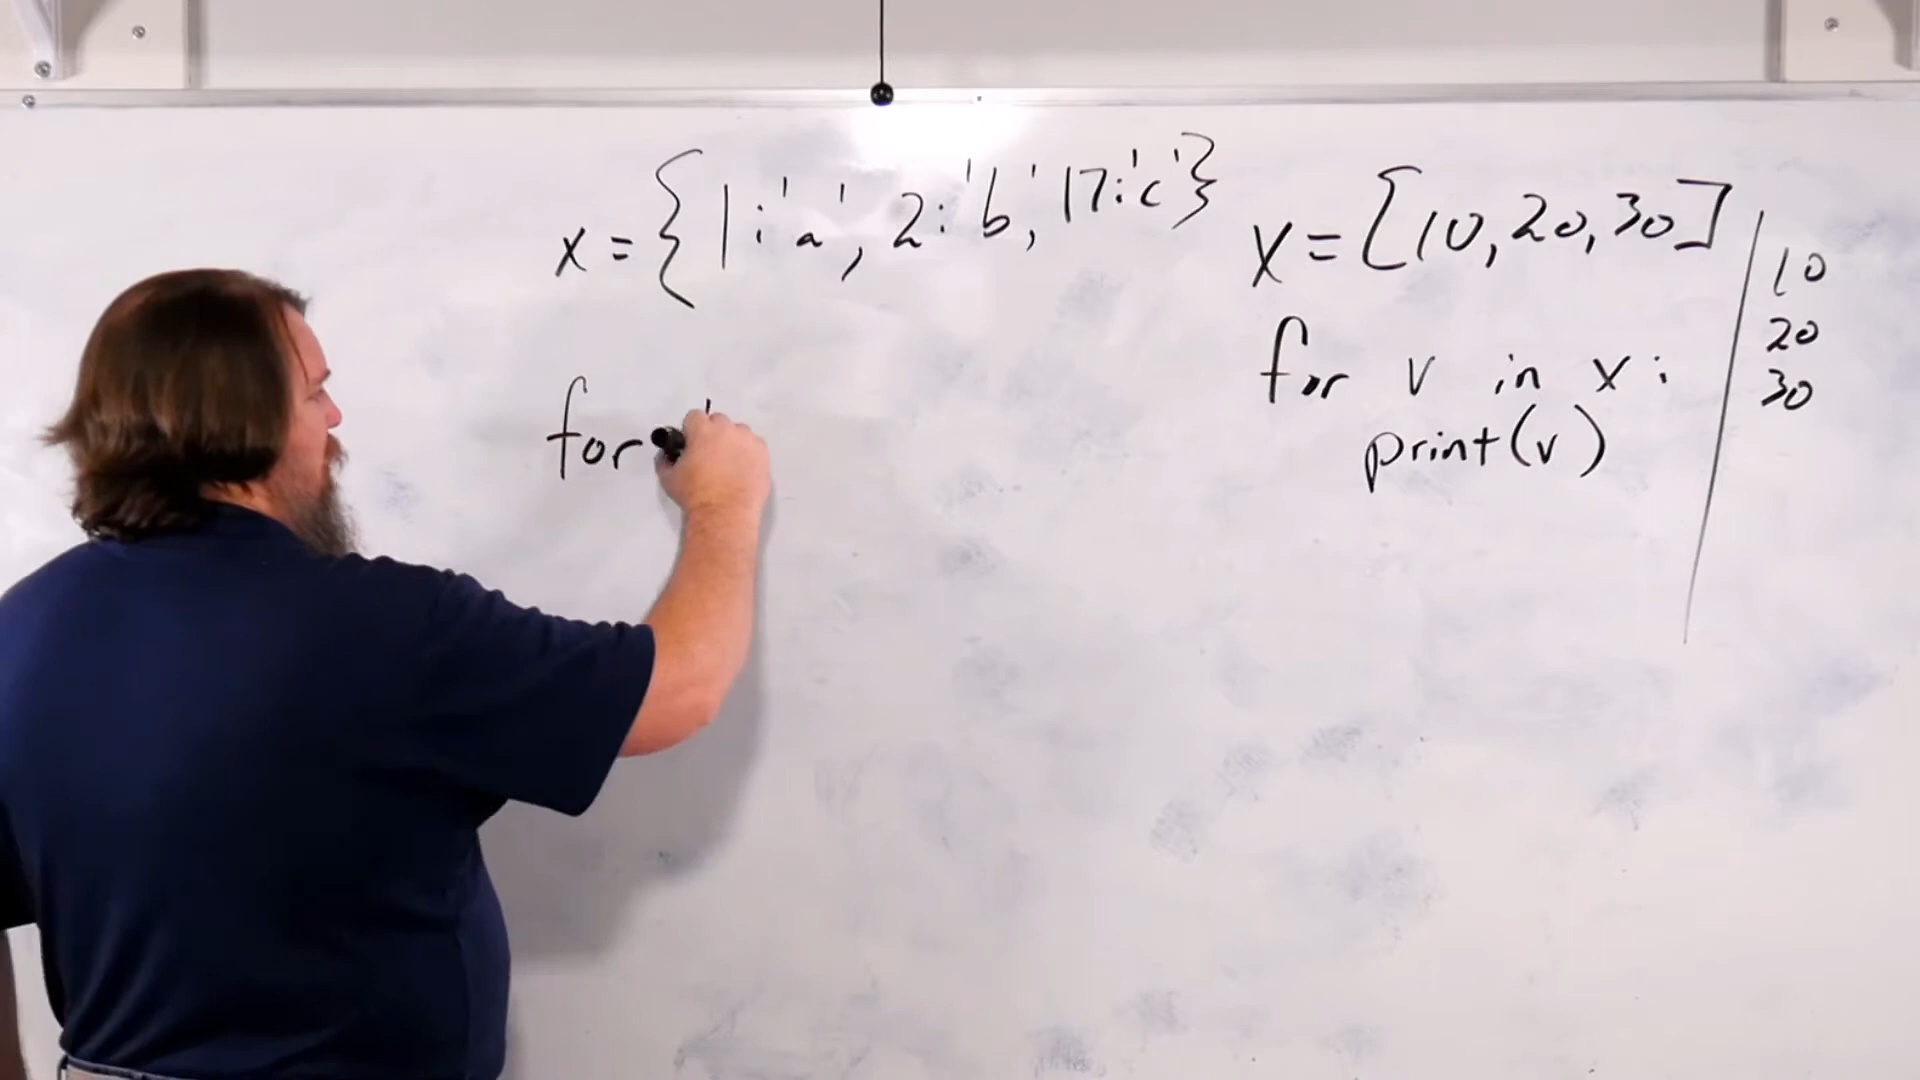 x = {1:'a', 2:'b', 17:'c'}
for
x = [10, 20, 30]
for v in x:
print(v)
10
20
30